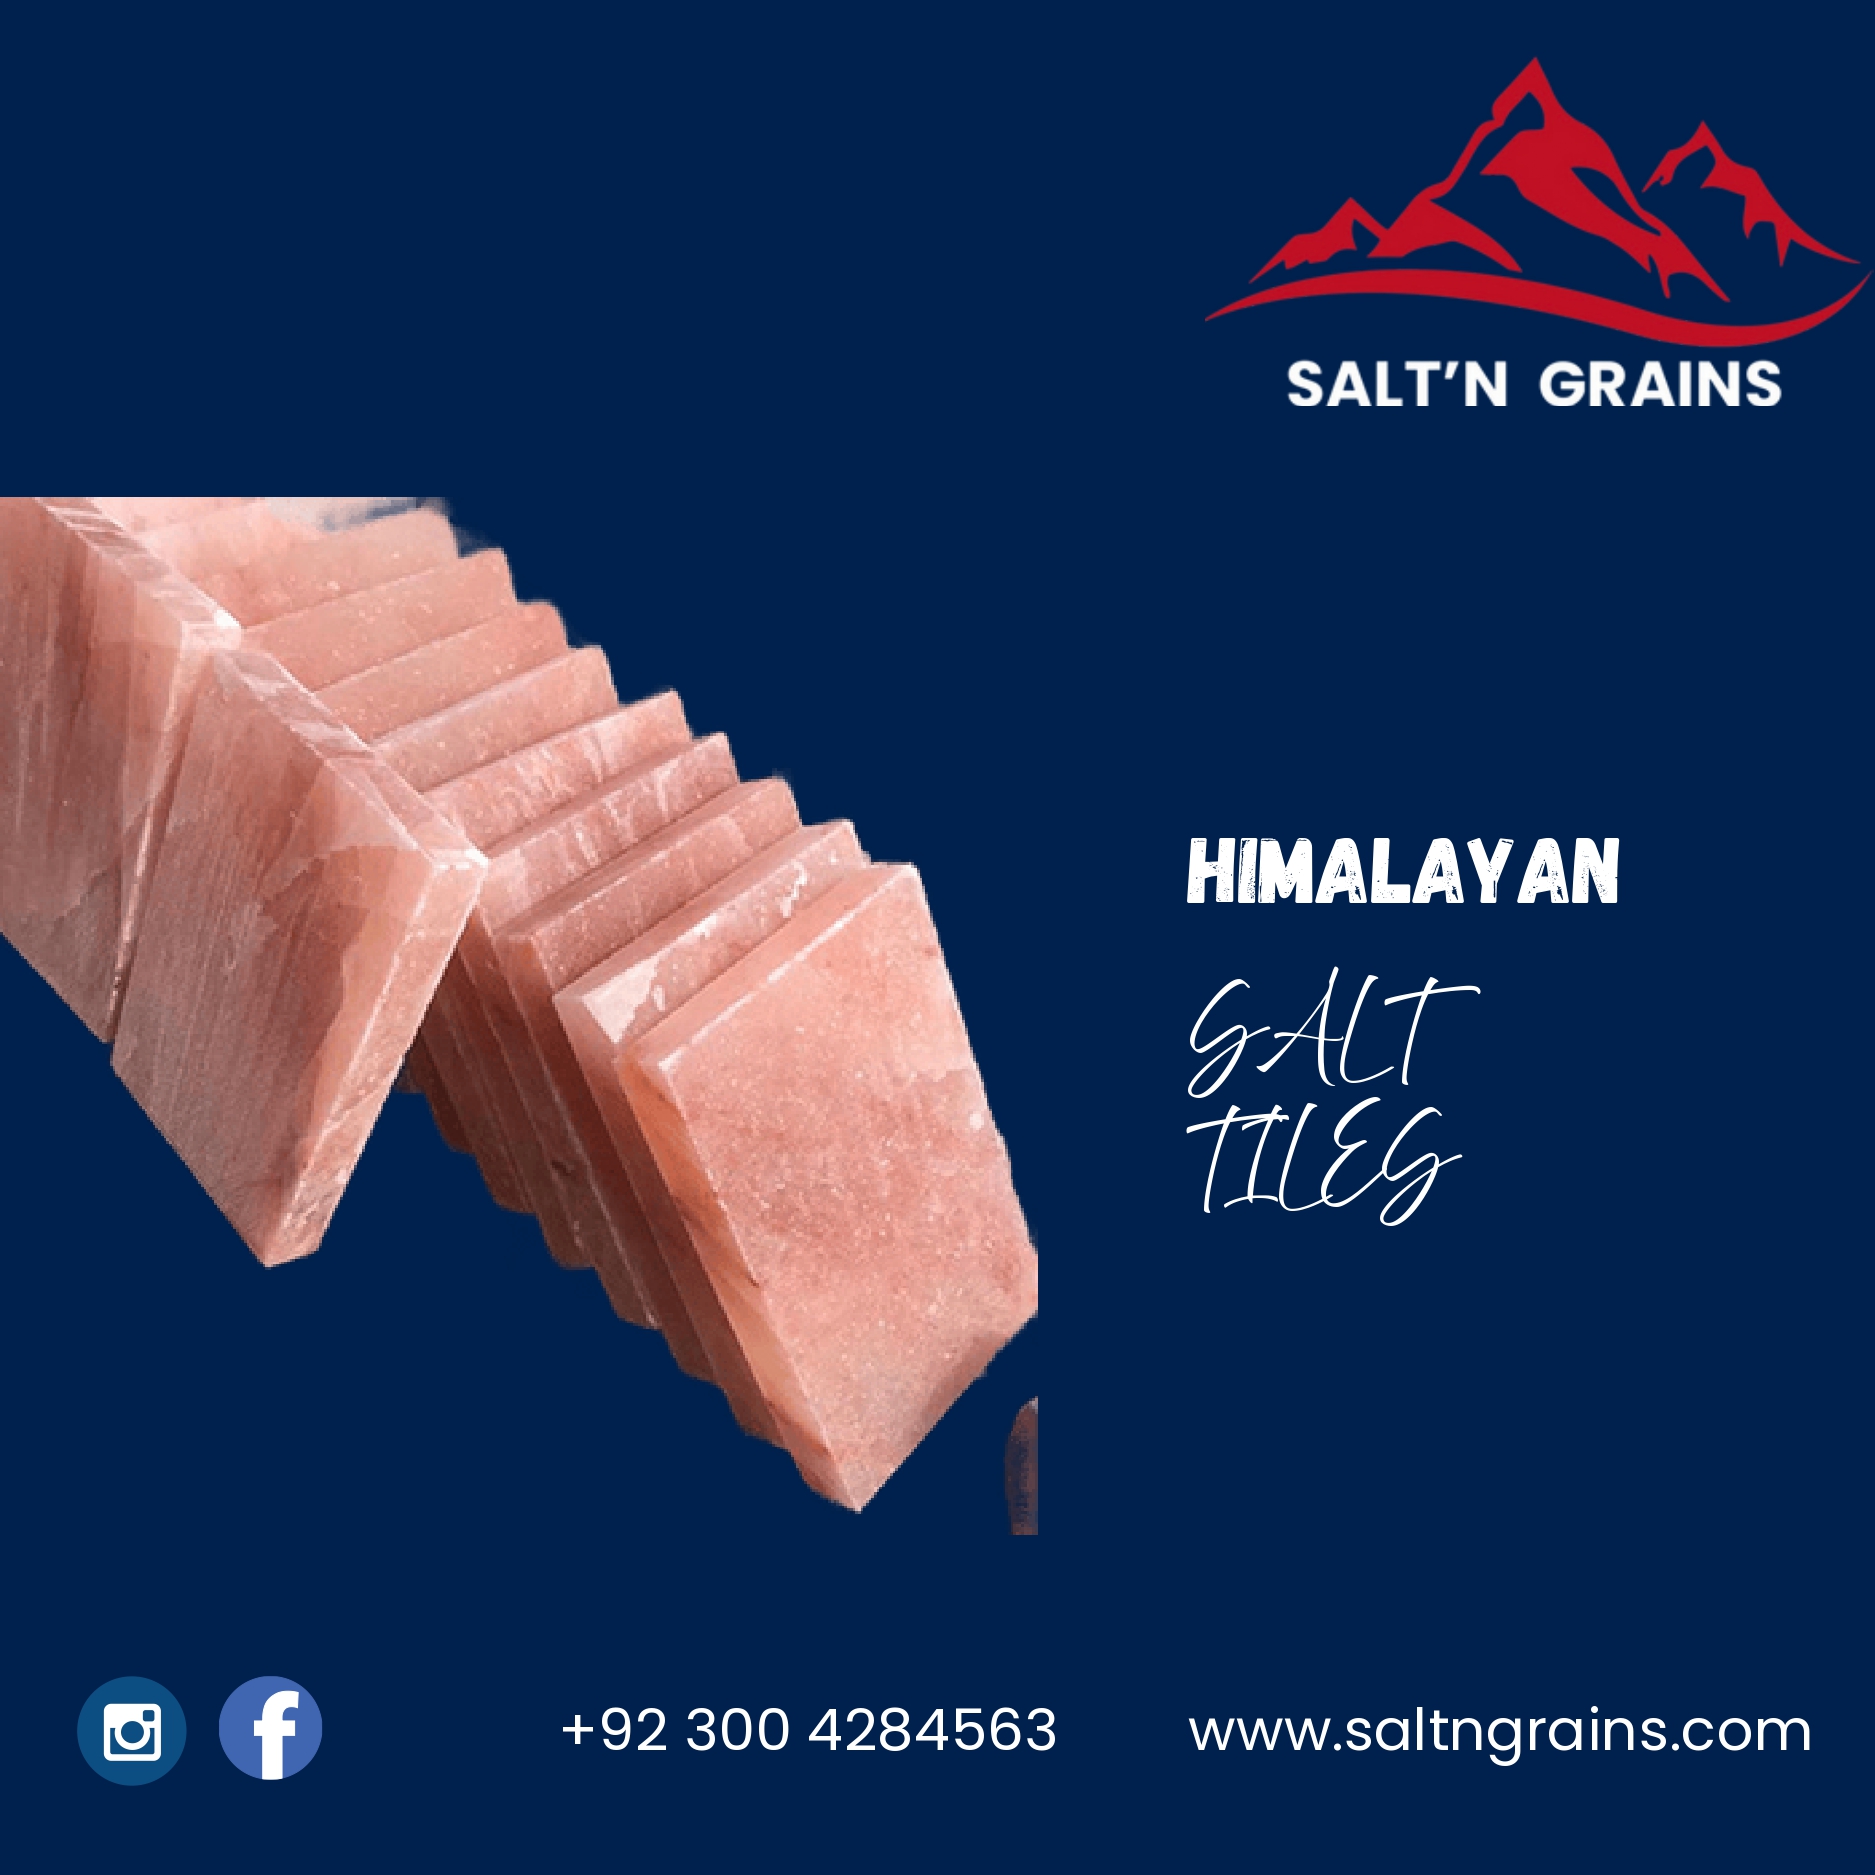 SALT'N GRAINS
HIMALAYAN
SALT
TILES
+92 300 4284563
www.saltngrains.com